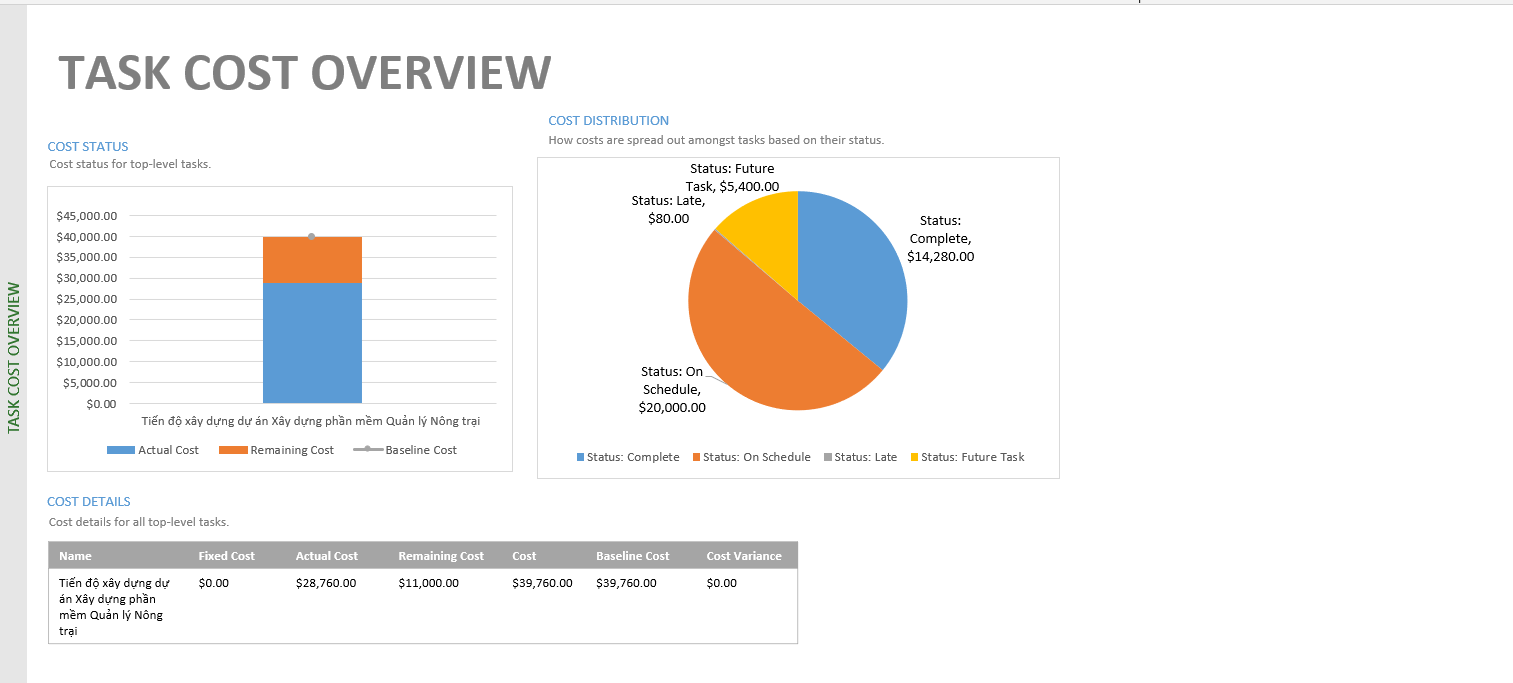 TASK COST OVERVIEW
TASK COST OVERVIEW
COST STATUS
Cost status for top-level tasks.
$45,000.00
$40,000.00
$35,000.00
$30,000.00
$25,000.00
$20,000.00
$15,000.00
$10,000.00
$5,000.00
$0.00
Tiến độ xây dựng dự án Xây dựng phần mềm Quản lý Nông trại
Actual Cost Remaining Cost Baseline Cost
COST DISTRIBUTION
How costs are spread out amongst tasks based on their status.
Status: Future
Task, $5,400.00
Status: Late,
$80.00
Status:
Complete,
$14,280.00
Status: On
Schedule,
$20,000.00
Status: Complete Status: On Schedule Status: Late Status: Future Task
COST DETAILS
Cost details for all top-level tasks.
Name Fixed Cost Actual Cost Remaining Cost Cost Baseline Cost Cost Variance
Tiến độ xây dựng dự $0.00 $28,760.00 $11,000.00 $39,760.00 $39,760.00 $0.00
án Xây dựng phần
mềm Quản lý Nông
trại